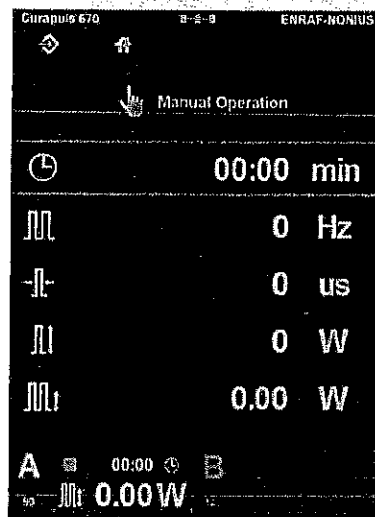 Curapuls 670 ENRAF-NONIUS
Manual Operation
00:00 min
0 Hz
0 us
0 W
0.00 W
A 00:00 B
0.00 W